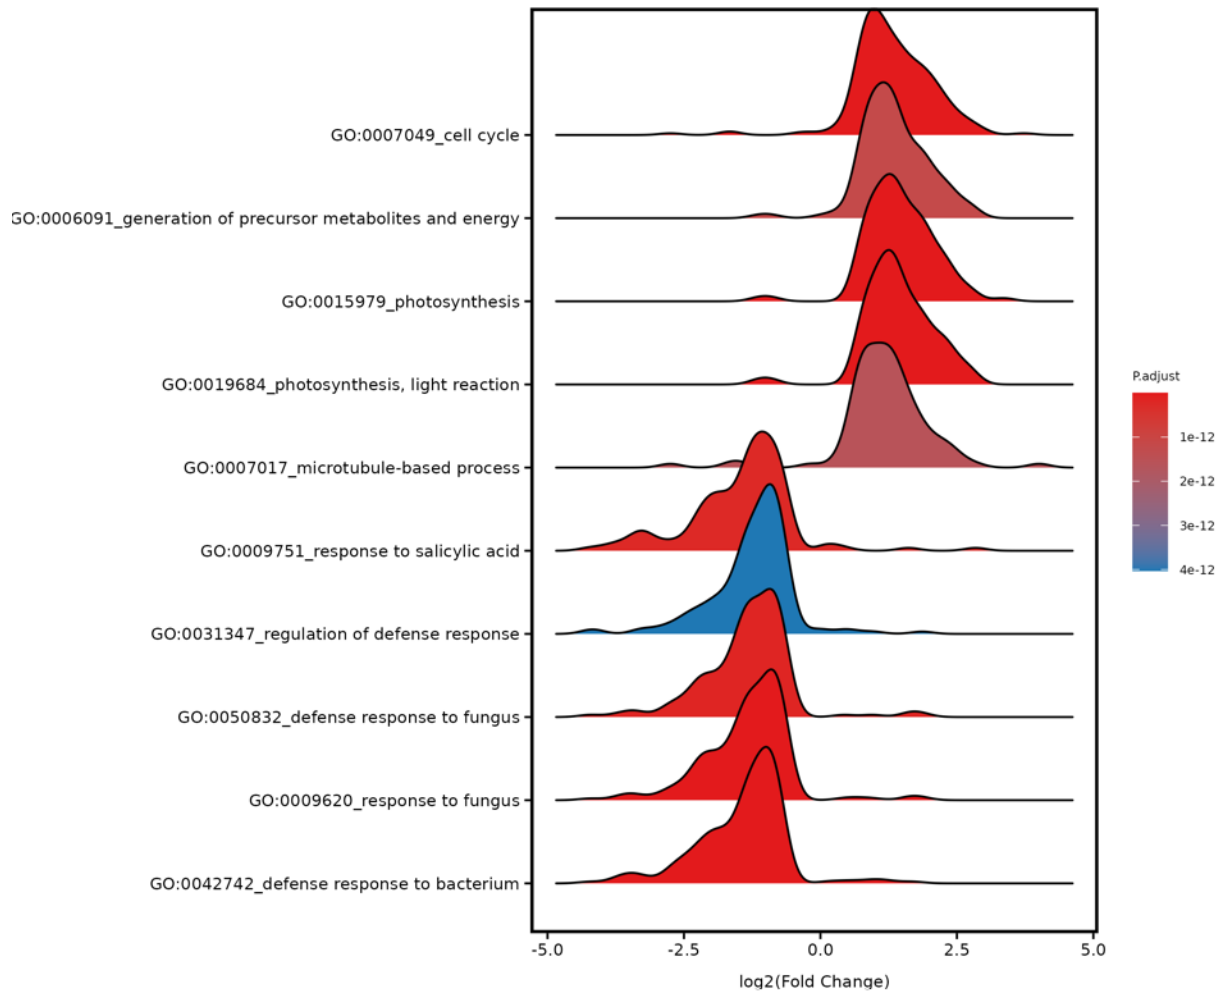 GO:0007049_cell cycle
GO:0006091_generation of precursor metabolites and energy
GO:0015979_photosynthesis
GO:0019684_photosynthesis, light reaction
GO:0007017_microtubule-based process
GO:0009751_response to salicylic acid
GO:0031347_regulation of defense response
GO:0050832_defense response to fungus
GO:0009620_response to fungus
GO:0042742_defense response to bacterium
-5.0 -2.5 0.0 2.5 5.0
log2(Fold Change)
P.adjust
1e-12
2e-12
3e-12
4e-12